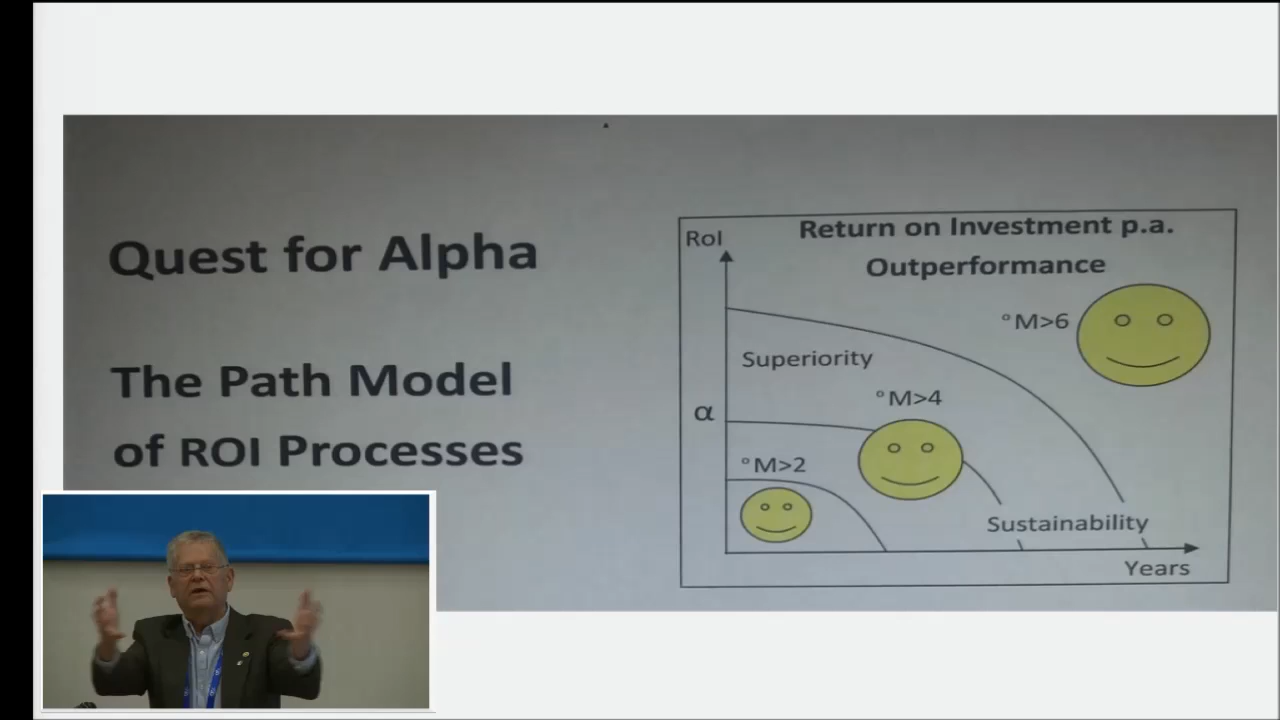 Quest for Alpha
The Path Model
of ROI Processes
RoI
Return on Investment p.a.
Outperformance
°M>6
Superiority
°M>4
α
°M>2
Sustainability
Years